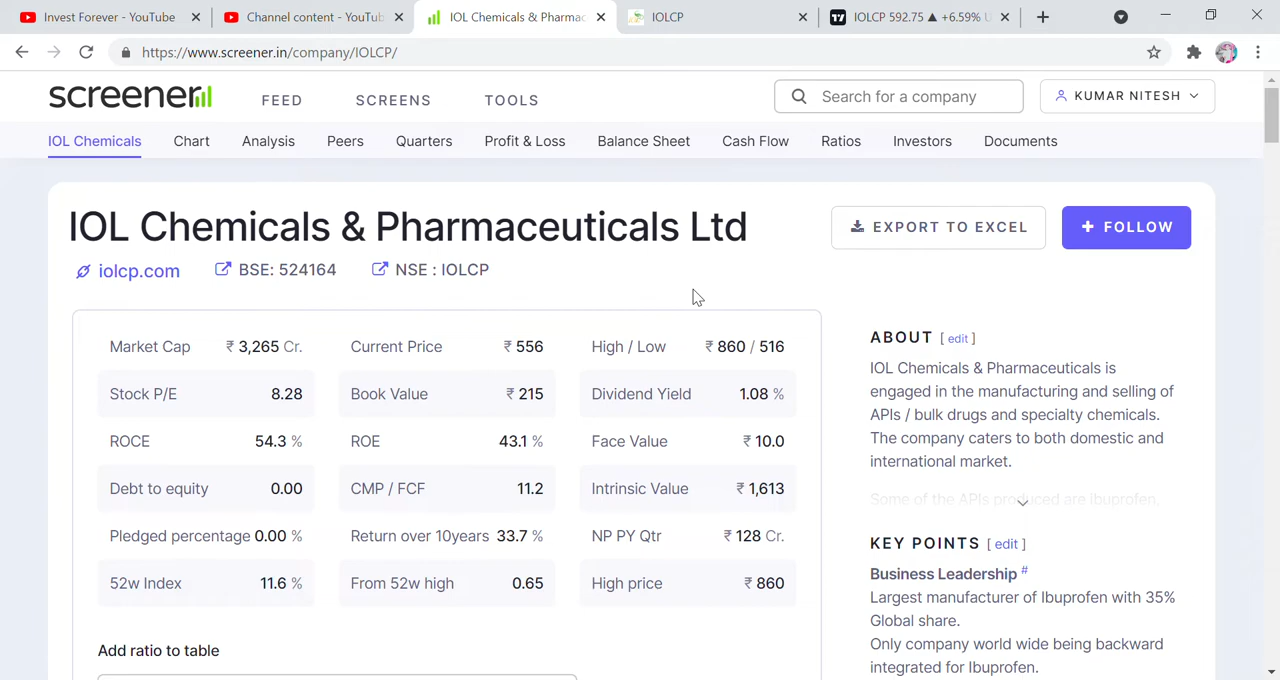 Invest Forever - YouTube
Channel content - YouTub
IOL Chemicals & Pharmac
IOLCP
IOLCP 592.75 ▲ +6.59% U
https://www.screener.in/company/IOLCP/
screener
FEED
SCREENS
TOOLS
Search for a company
KUMAR NITESH
IOL Chemicals
Chart
Analysis
Peers
Quarters
Profit & Loss
Balance Sheet
Cash Flow
Ratios
Investors
Documents
IOL Chemicals & Pharmaceuticals Ltd
EXPORT TO EXCEL
+ FOLLOW
iolcp.com
BSE: 524164
NSE : IOLCP
Market Cap ₹ 3,265 Cr.
Current Price ₹ 556
High / Low ₹ 860 / 516
Stock P/E 8.28
Book Value ₹ 215
Dividend Yield 1.08 %
ROCE 54.3 %
ROE 43.1 %
Face Value ₹ 10.0
Debt to equity 0.00
CMP / FCF 11.2
Intrinsic Value ₹ 1,613
Pledged percentage 0.00 %
Return over 10years 33.7 %
NP PY Qtr ₹ 128 Cr.
52w Index 11.6 %
From 52w high 0.65
High price ₹ 860
Add ratio to table
ABOUT [ edit ]
IOL Chemicals & Pharmaceuticals is
engaged in the manufacturing and selling of
APIs / bulk drugs and specialty chemicals.
The company caters to both domestic and
international market.
Some of the APIs produced are ibuprofen,
KEY POINTS [ edit ]
Business Leadership #
Largest manufacturer of Ibuprofen with 35%
Global share.
Only company world wide being backward
integrated for Ibuprofen.